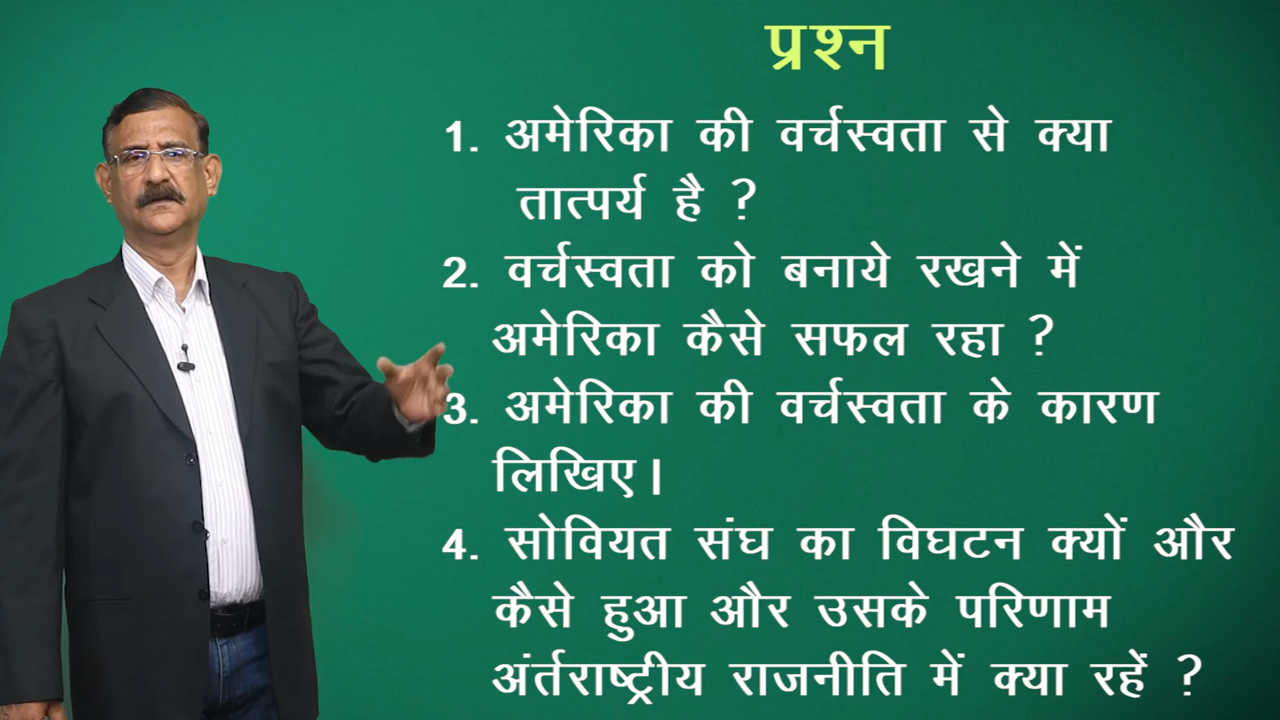 प्रश्न
1. अमेरिका की वर्चस्वता से क्या
तात्पर्य है ?
2. वर्चस्वता को बनाये रखने में
अमेरिका कैसे सफल रहा ?
3. अमेरिका की वर्चस्वता के कारण
लिखिए।
4. सोवियत संघ का विघटन क्यों और
कैसे हुआ और उसके परिणाम
अंर्तराष्ट्रीय राजनीति में क्या रहें ?